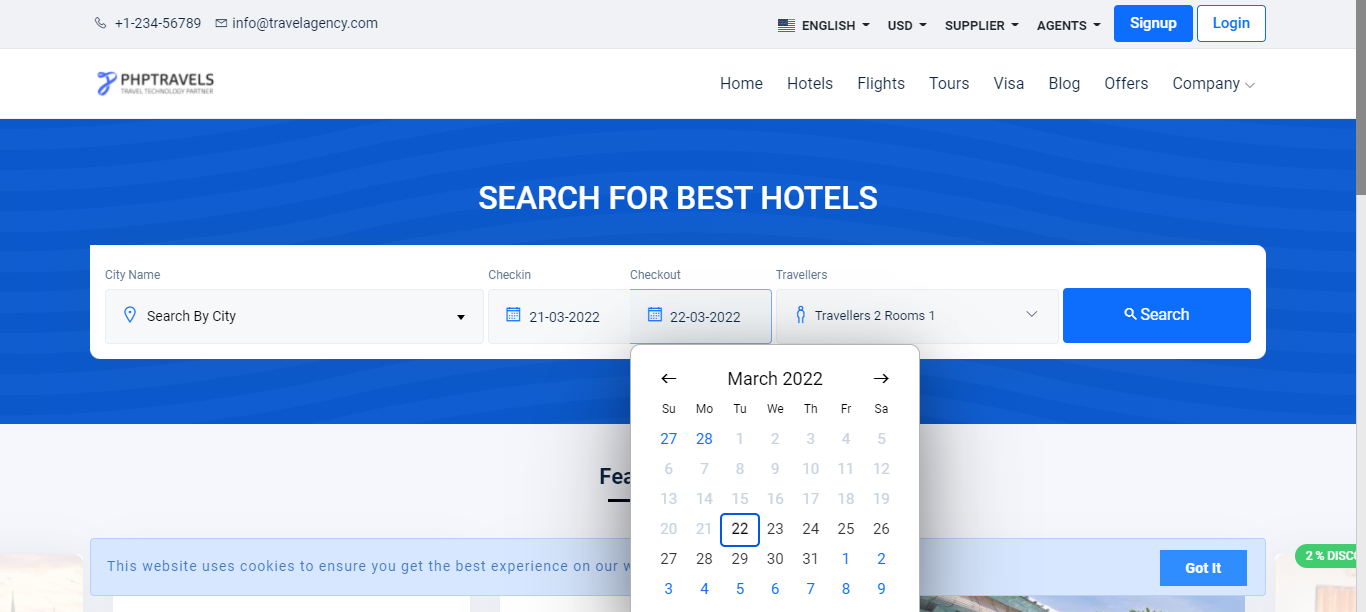 +1-234-56789 info@travelagency.com ENGLISH USD SUPPLIER AGENTS Signup Login
PHPTRAVELS
TRAVEL TECHNOLOGY PARTNER
Home Hotels Flights Tours Visa Blog Offers Company
SEARCH FOR BEST HOTELS
City Name Checkin Checkout Travellers
Search By City 21-03-2022 22-03-2022 Travellers 2 Rooms 1 Search
March 2022
Su Mo Tu We Th Fr Sa
27 28 1 2 3 4 5
6 7 8 9 10 11 12
13 14 15 16 17 18 19
20 21 22 23 24 25 26
27 28 29 30 31 1 2
3 4 5 6 7 8 9
Fea
This website uses cookies to ensure you get the best experience on our w
Got It
2 % DISCO